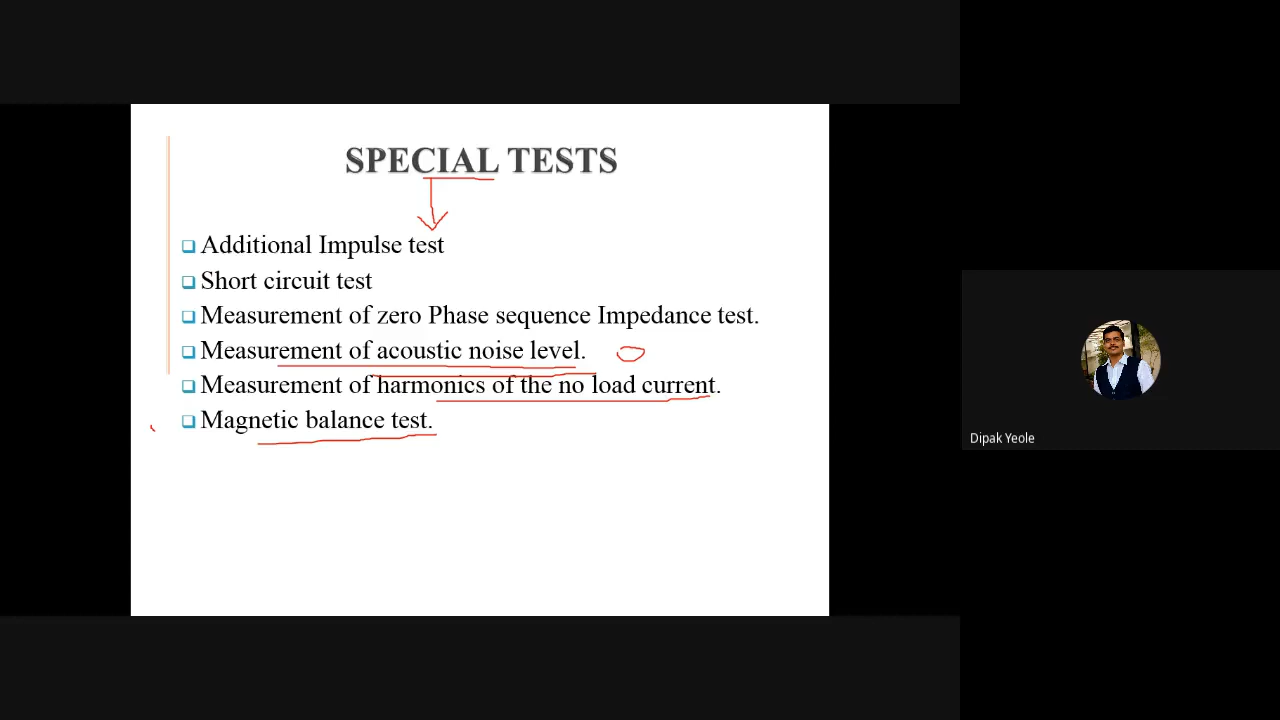 SPECIAL TESTS
Additional Impulse test
Short circuit test
Measurement of zero Phase sequence Impedance test.
Measurement of acoustic noise level.
Measurement of harmonics of the no load current.
Magnetic balance test.
Dipak Yeole